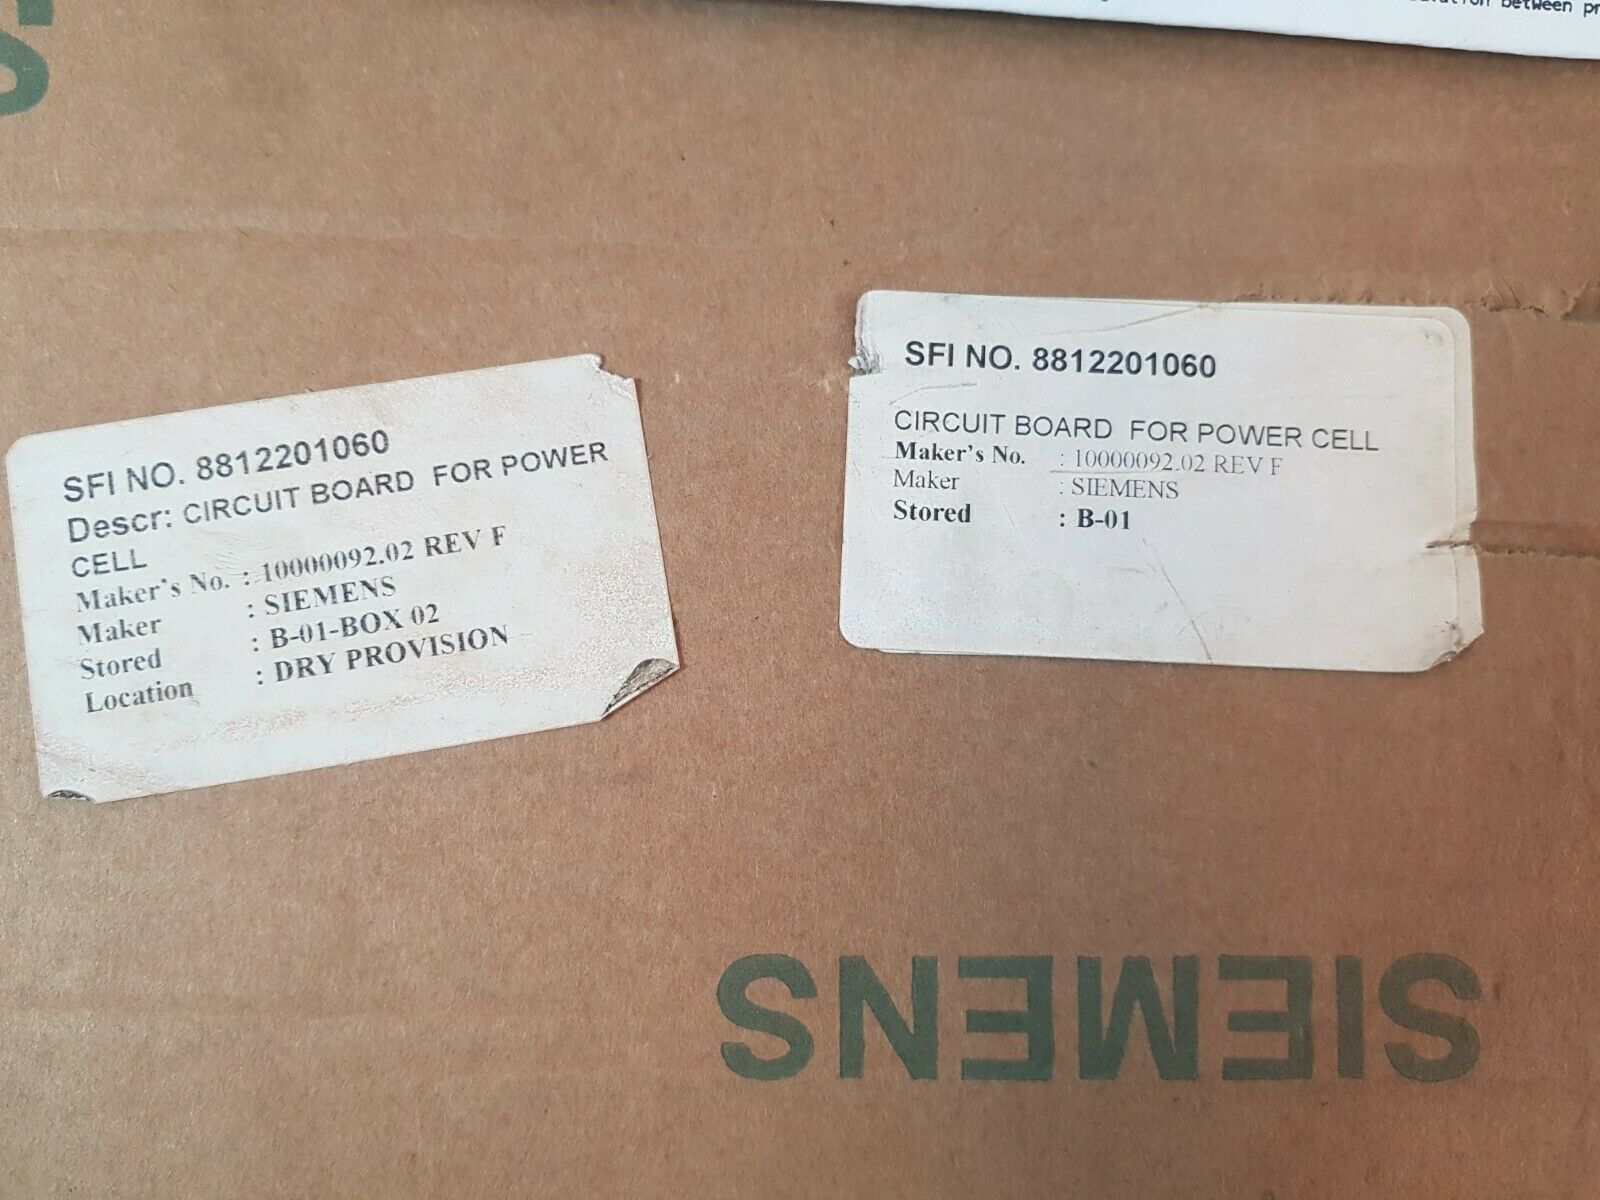 between pr
S
SFI NO. 8812201060
Descr: CIRCUIT BOARD FOR POWER
CELL
Maker's No. : 10000092.02 REV F
Maker : SIEMENS
Stored : B-01-BOX 02
Location : DRY PROVISION
SFI NO. 8812201060
CIRCUIT BOARD FOR POWER CELL
Maker's No. : 10000092.02 REV F
Maker : SIEMENS
Stored : B-01
SIEMENS